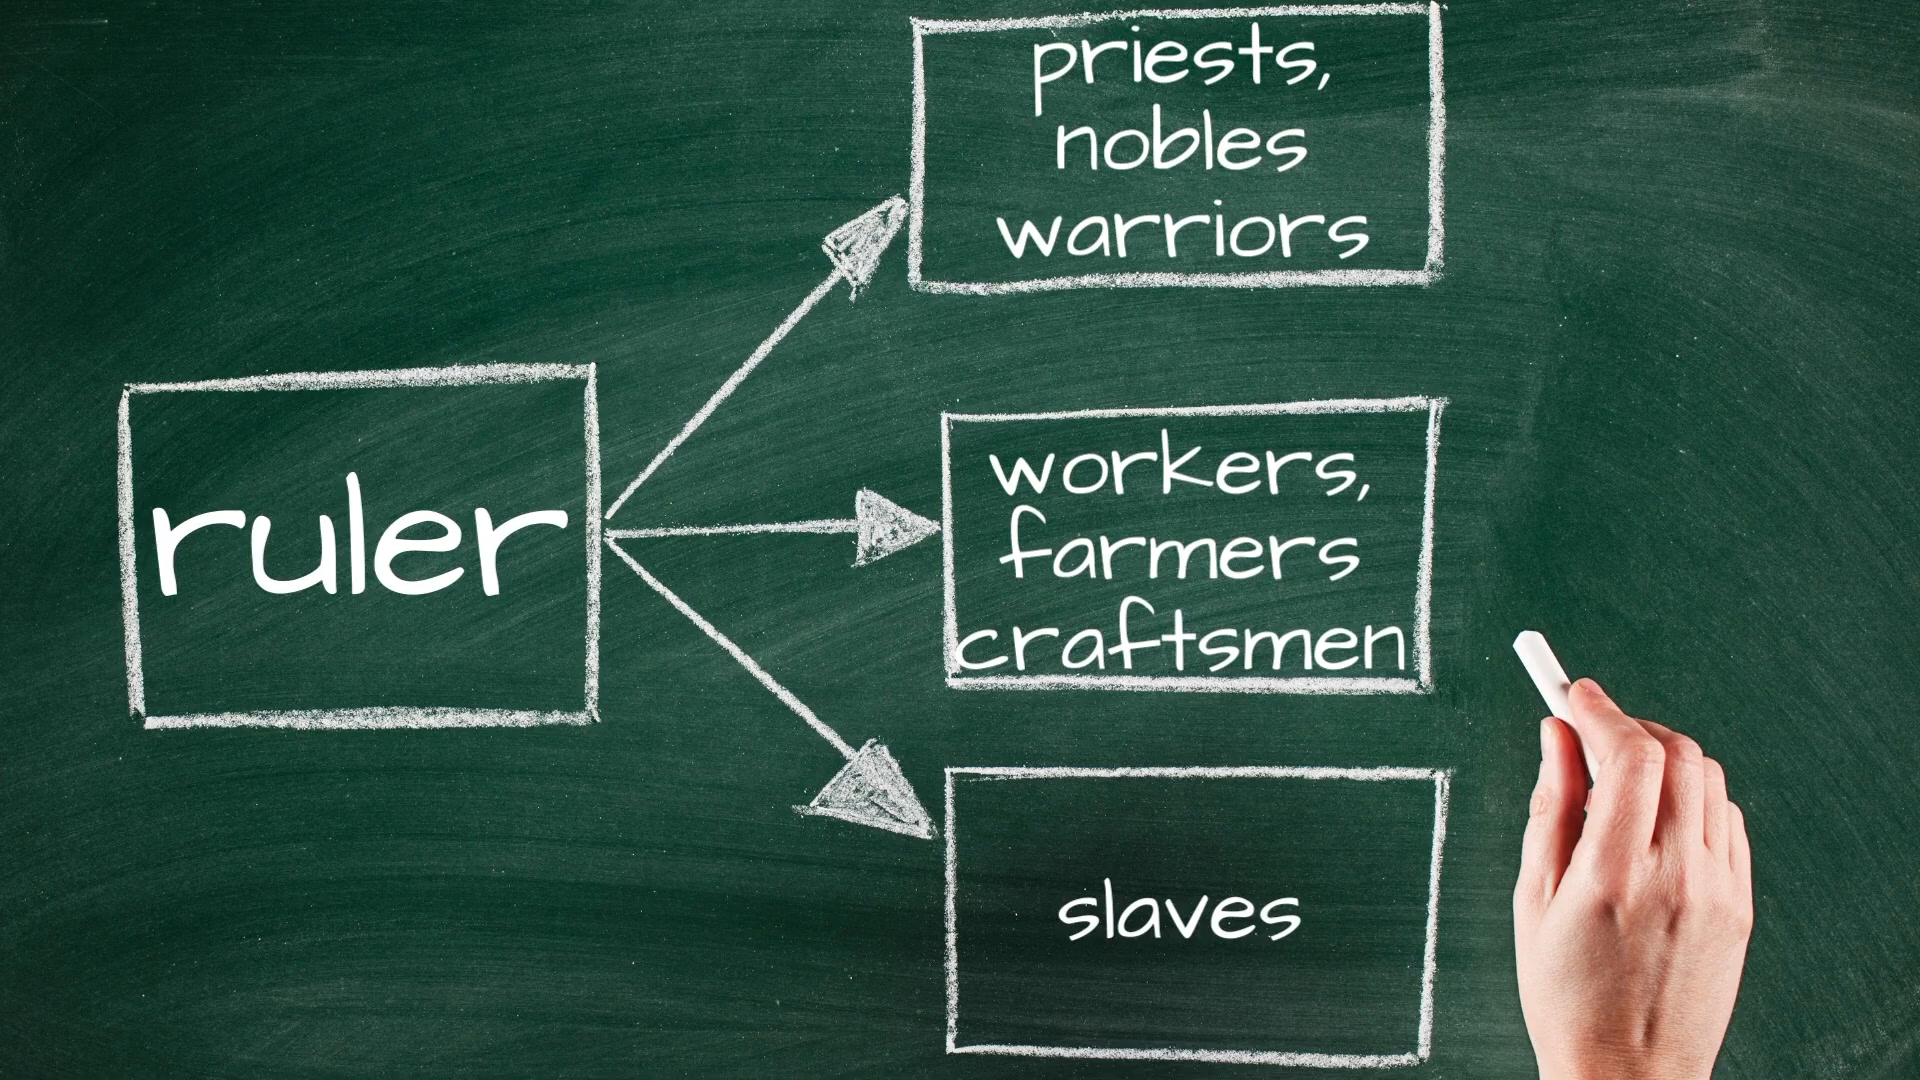 ruler
priests,
nobles
warriors
workers,
farmers
craftsmen
slaves